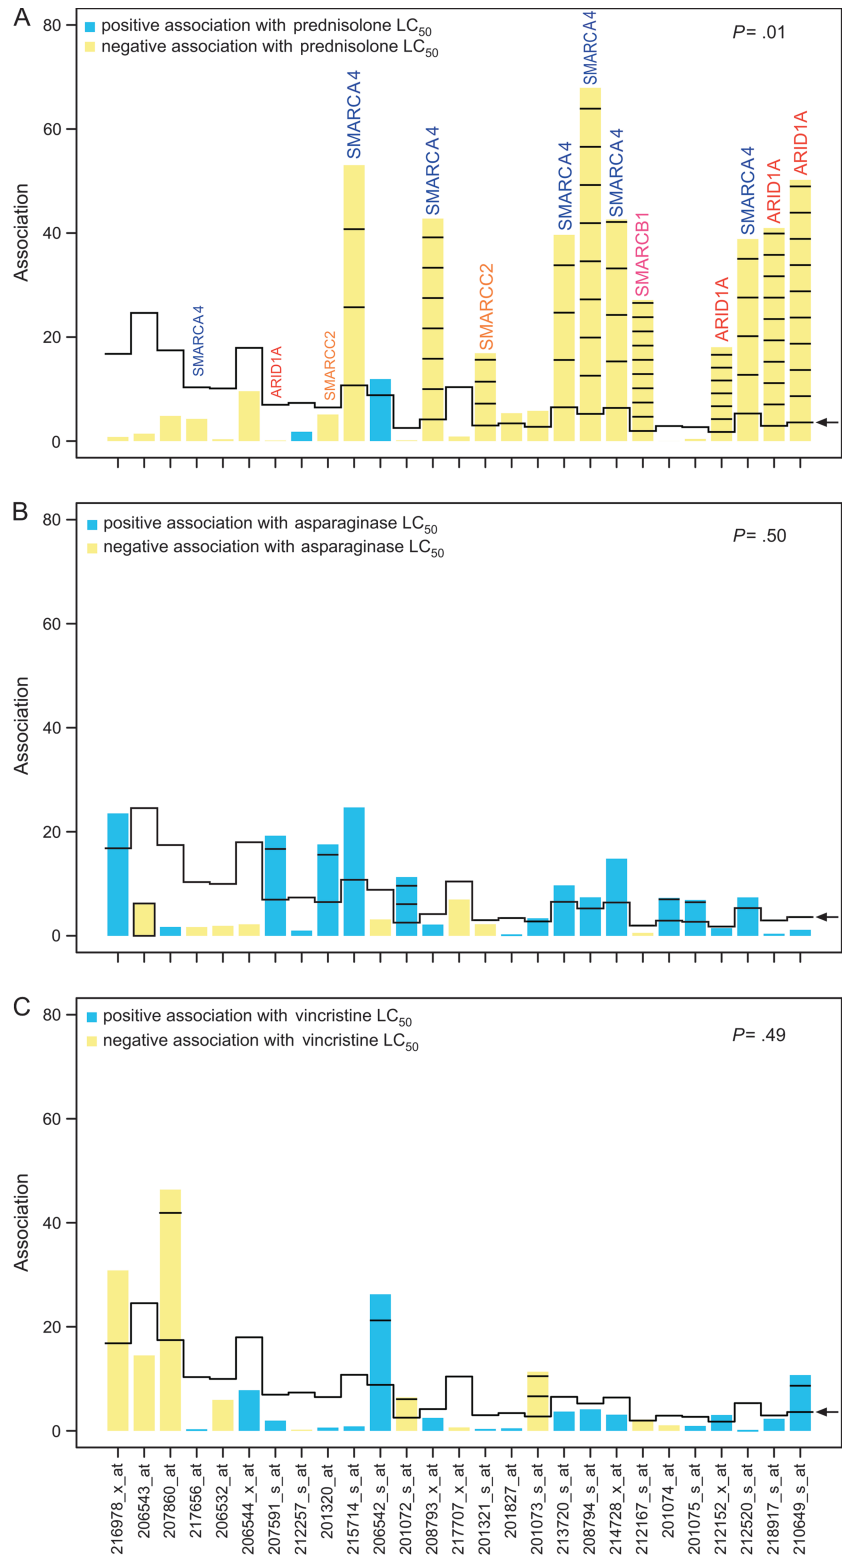 A
80
60
40
20
0
Association
positive association with prednisolone LC50
negative association with prednisolone LC50
P= .01
SMARCA4
ARID1A
SMARCC2
SMARCA4
SMARCA4
SMARCC2
SMARCA4
SMARCA4
SMARCA4
SMARCB1
ARID1A
SMARCA4
ARID1A
ARID1A
B
80
60
40
20
0
Association
positive association with asparaginase LC50
negative association with asparaginase LC50
P= .50
C
80
60
40
20
0
Association
positive association with vincristine LC50
negative association with vincristine LC50
P= .49
216978_x_at
206543_at
207860_at
217656_at
206532_at
206544_x_at
207591_s_at
212257_s_at
201320_at
215714_s_at
206542_s_at
201072_s_at
208793_x_at
217707_x_at
201321_s_at
201827_at
201073_s_at
213720_s_at
208794_s_at
214728_x_at
212167_s_at
201074_at
201075_s_at
212152_x_at
212520_s_at
218917_s_at
210649_s_at